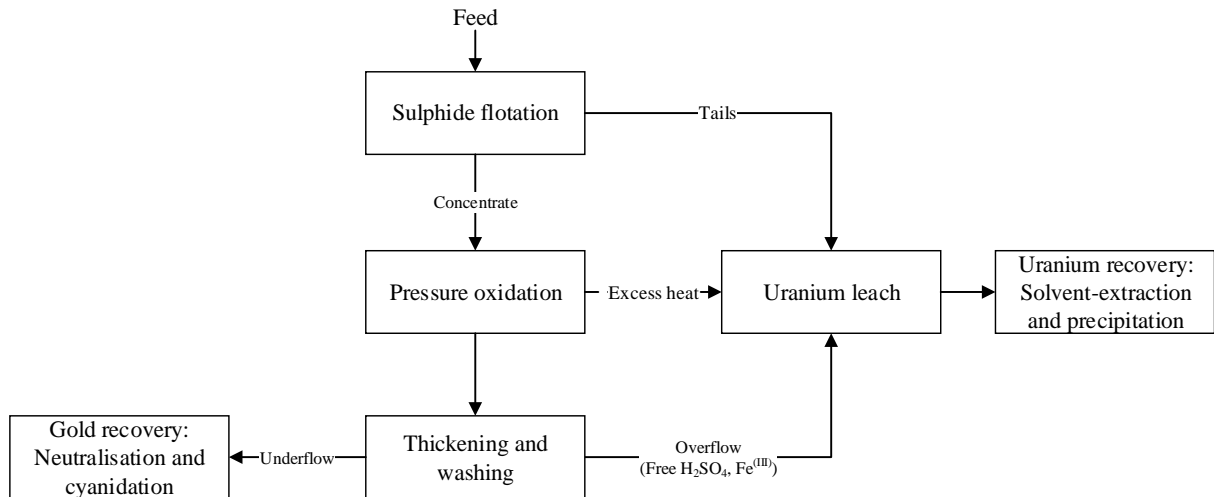 Feed
Sulphide flotation
Tails
Concentrate
Pressure oxidation
Excess heat
Uranium leach
Uranium recovery:
Solvent-extraction
and precipitation
Gold recovery:
Neutralisation and
cyanidation
Underflow
Thickening and
washing
Overflow
(Free H₂SO₄, Fe⁽ᴵᴵᴵ⁾)